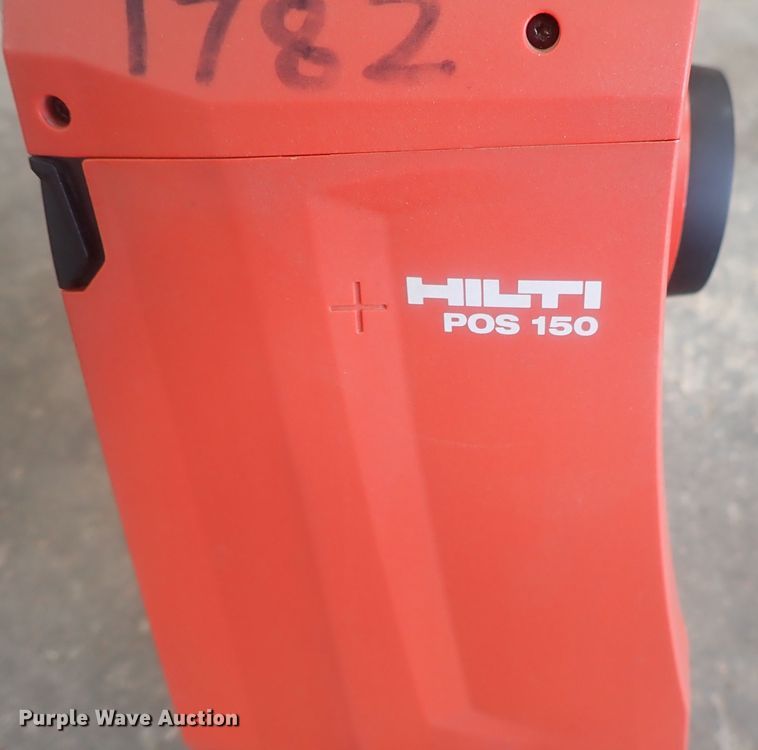 1782
HILTI
POS 150
Purple Wave Auction